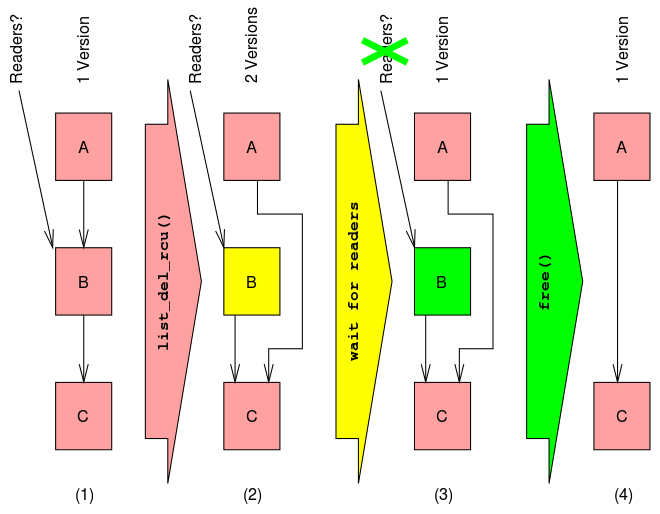 Readers?
1 Version
A
B
C
(1)
list_del_rcu()
Readers?
2 Versions
A
B
C
(2)
wait for readers
Readers?
1 Version
A
B
C
(3)
free()
1 Version
A
C
(4)